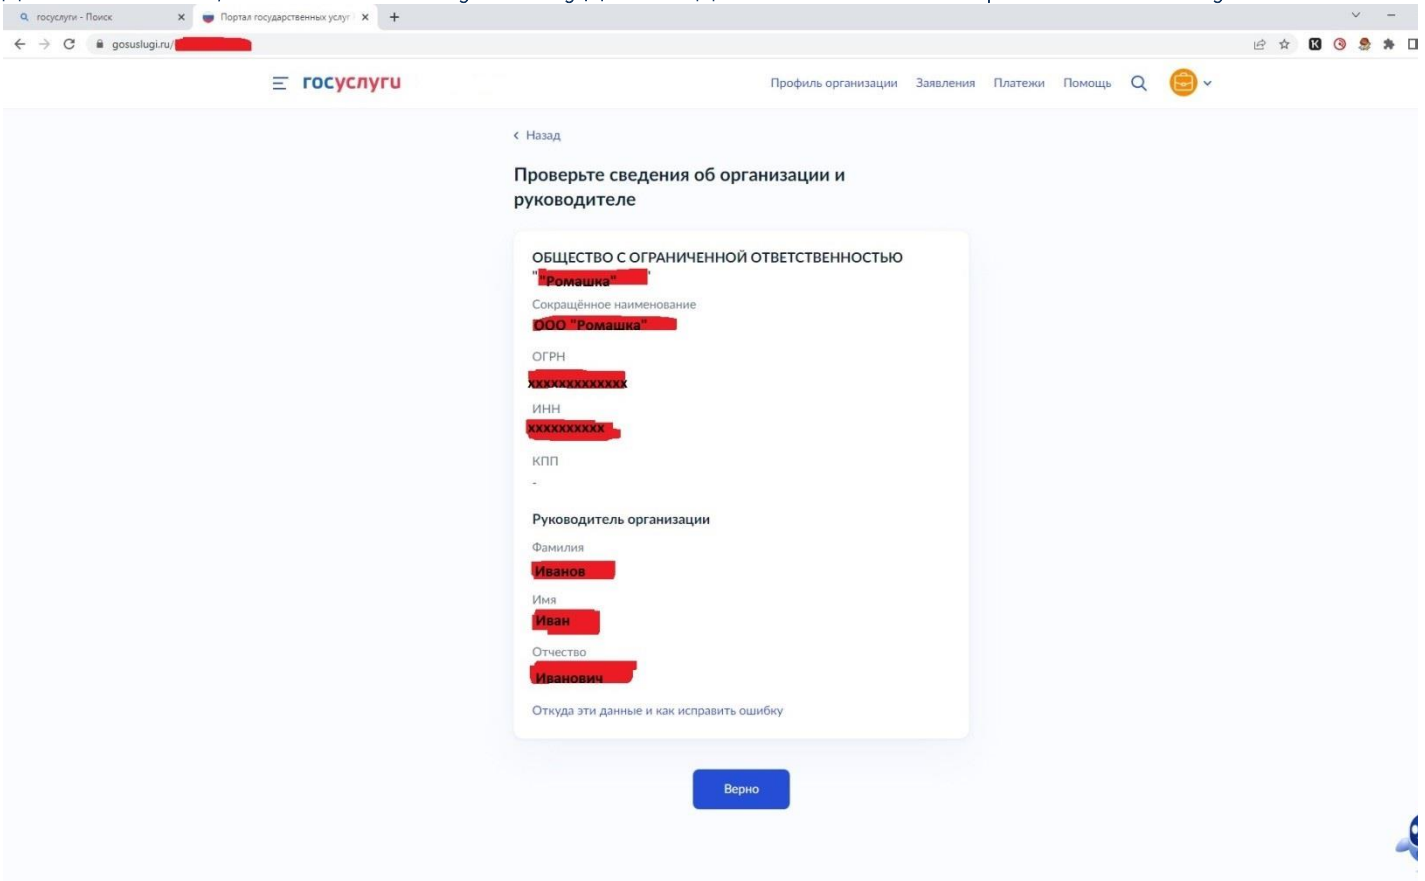 госуслуги - Поиск
Портал государственных услуг
gosuslugi.ru/
госуслуги
Профиль организации Заявления Платежи Помощь
Назад
Проверьте сведения об организации и
руководителе
ОБЩЕСТВО С ОГРАНИЧЕННОЙ ОТВЕТСТВЕННОСТЬЮ
""Ромашка" "
Сокращённое наименование
ООО "Ромашка"
ОГРН
xxxxxxxxxxxxx
ИНН
xxxxxxxxxx
КПП
-
Руководитель организации
Фамилия
Иванов
Имя
Иван
Отчество
Иванович
Откуда эти данные и как исправить ошибку
Верно